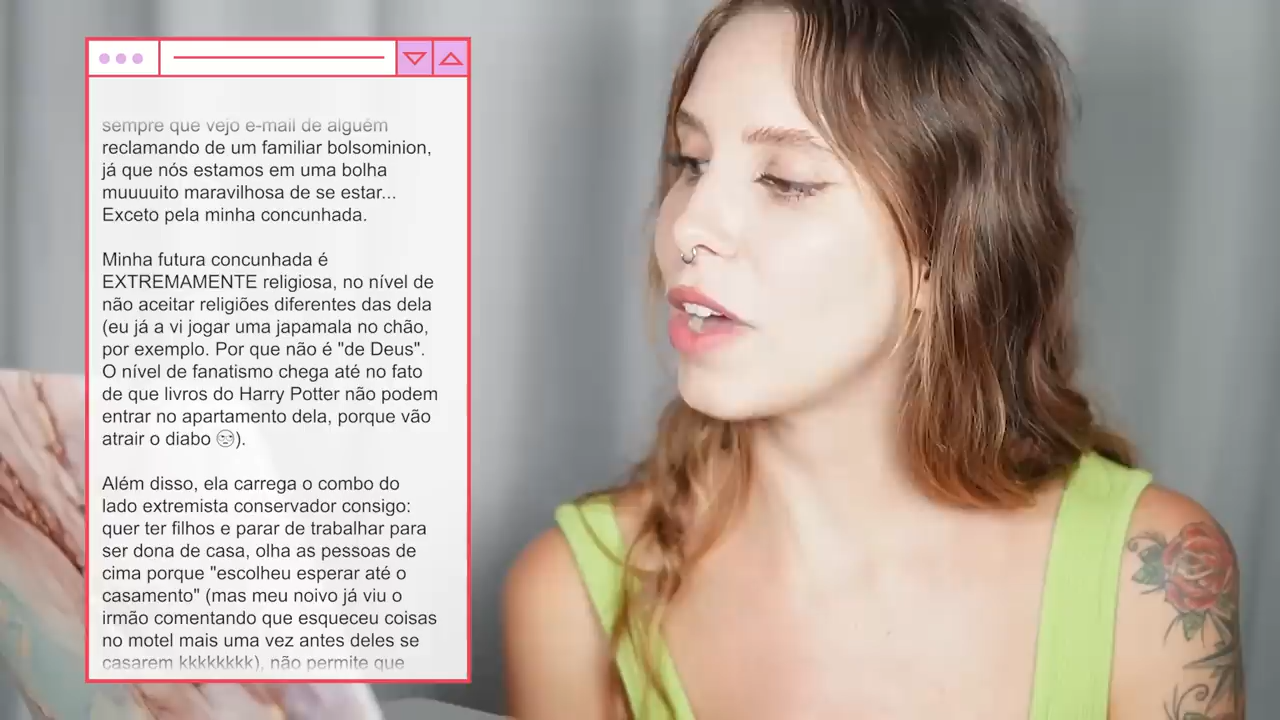 sempre que vejo e-mail de alguém
reclamando de um familiar bolsominion,
já que nós estamos em uma bolha
muuuuito maravilhosa de se estar...
Exceto pela minha concunhada.
Minha futura concunhada é
EXTREMAMENTE religiosa, no nível de
não aceitar religiões diferentes das dela
(eu já a vi jogar uma japamala no chão,
por exemplo. Por que não é "de Deus".
O nível de fanatismo chega até no fato
de que livros do Harry Potter não podem
entrar no apartamento dela, porque vão
atrair o diabo 😒).
Além disso, ela carrega o combo do
lado extremista conservador consigo:
quer ter filhos e parar de trabalhar para
ser dona de casa, olha as pessoas de
cima porque "escolheu esperar até o
casamento" (mas meu noivo já viu o
irmão comentando que esqueceu coisas
no motel mais uma vez antes deles se
casarem kkkkkkkk), não permite que